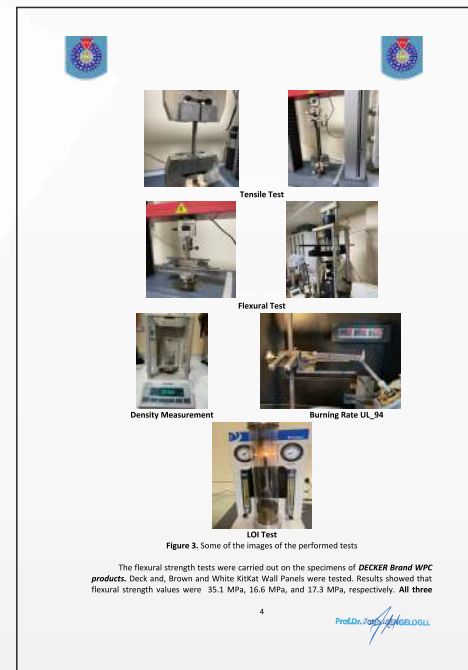 Tensile Test
Flexural Test
Density Measurement
Burning Rate UL_94
LOI Test
Figure 3. Some of the images of the performed tests
The flexural strength tests were carried out on the specimens of DECKER Brand WPC
products. Deck and, Brown and White KitKat Wall Panels were tested. Results showed that
flexural strength values were 35.1 MPa, 16.6 MPa, and 17.3 MPa, respectively. All three
4
Prof.Dr.